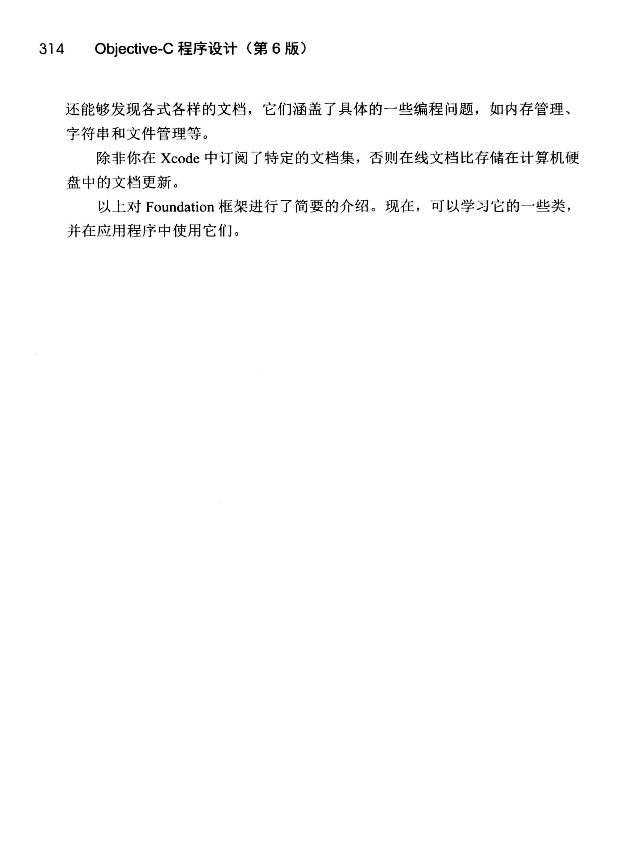 314 Objective-C 程序设计（第 6 版）
还能够发现各式各样的文档，它们涵盖了具体的一些编程问题，如内存管理、
字符串和文件管理等。
除非你在 Xcode 中订阅了特定的文档集，否则在线文档比存储在计算机硬
盘中的文档更新。
以上对 Foundation 框架进行了简要的介绍。现在，可以学习它的一些类，
并在应用程序中使用它们。